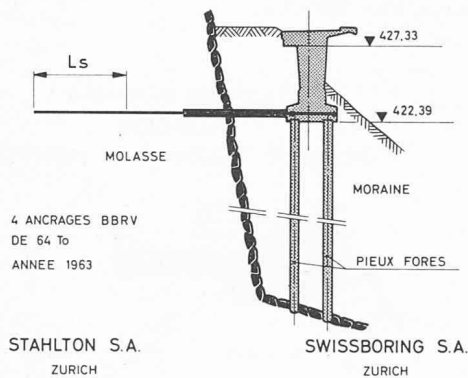 427,33
Ls
422,39
MOLASSE
MORAINE
4 ANCRAGES BBRV
DE 64 To
ANNEE 1963
PIEUX FORES
STAHLTON S.A.
ZURICH
SWISSBORING S.A.
ZURICH